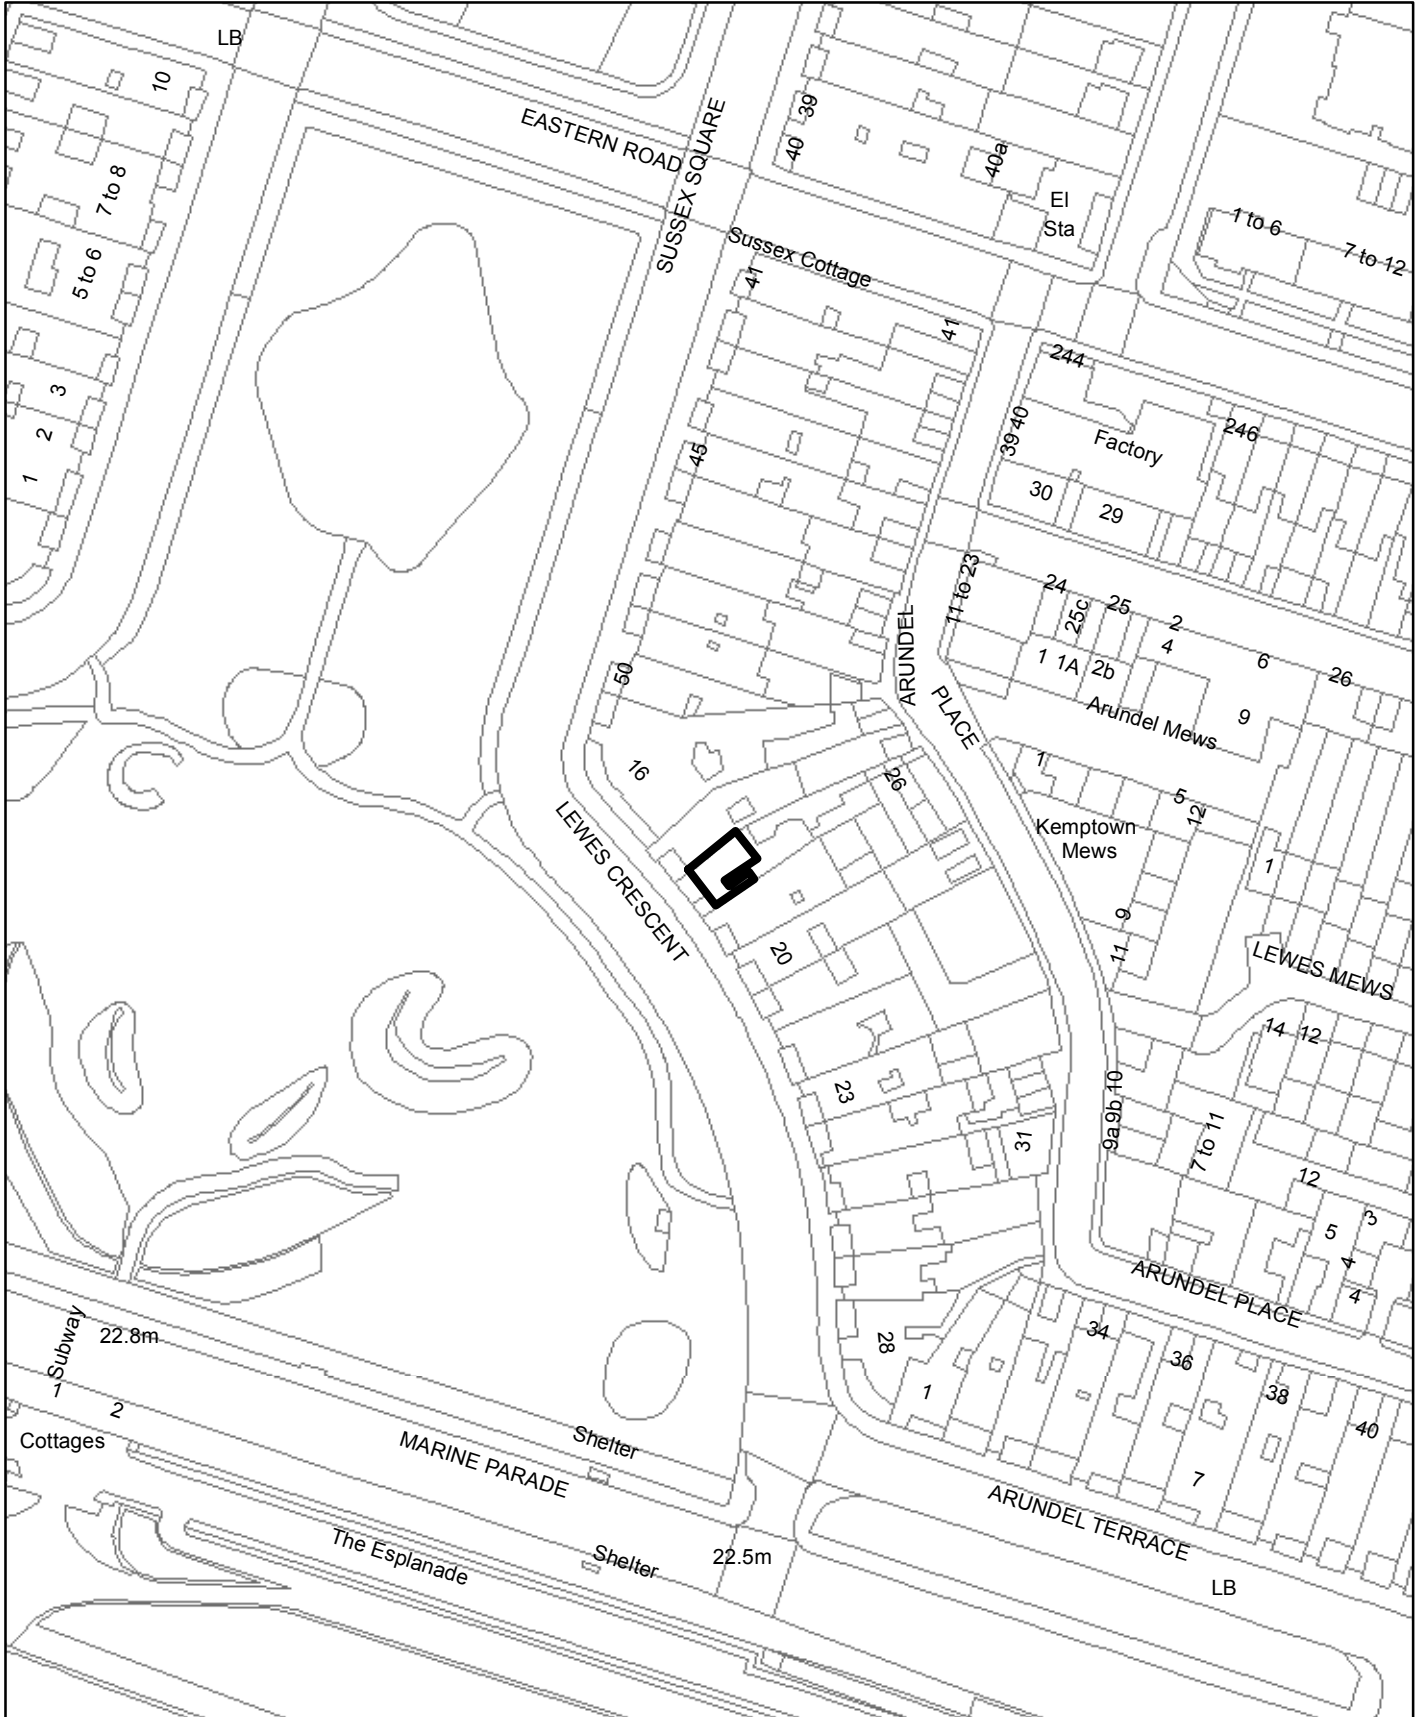 LB
10
EASTERN ROAD
SUSSEX SQUARE
39
40
40a
El
Sta
1 to 6
7 to 12
7 to 8
5 to 6
3
2
1
Sussex Cottage
41
41
244
246
39 40
Factory
45
30
29
11 to 23
24
25c
25
2
4
6
26
1
1A
2b
9
Arundel Mews
50
ARUNDEL
PLACE
16
26
1
5
12
Kemptown
Mews
1
LEWES CRESCENT
9
11
20
LEWES MEWS
14
12
23
9a
9b
10
31
7 to 11
12
5
3
4
4
ARUNDEL PLACE
Subway
22.8m
1
2
Cottages
28
1
34
36
38
40
7
MARINE PARADE
Shelter
The Esplanade
Shelter
22.5m
ARUNDEL TERRACE
LB